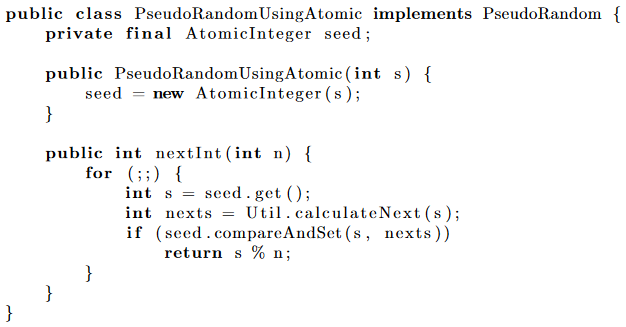 public class PseudoRandomUsingAtomic implements PseudoRandom {
private final AtomicInteger seed;
public PseudoRandomUsingAtomic(int s) {
seed = new AtomicInteger(s);
}
public int nextInt(int n) {
for (;;) {
int s = seed.get();
int nexts = Util.calculateNext(s);
if (seed.compareAndSet(s, nexts))
return s % n;
}
}
}